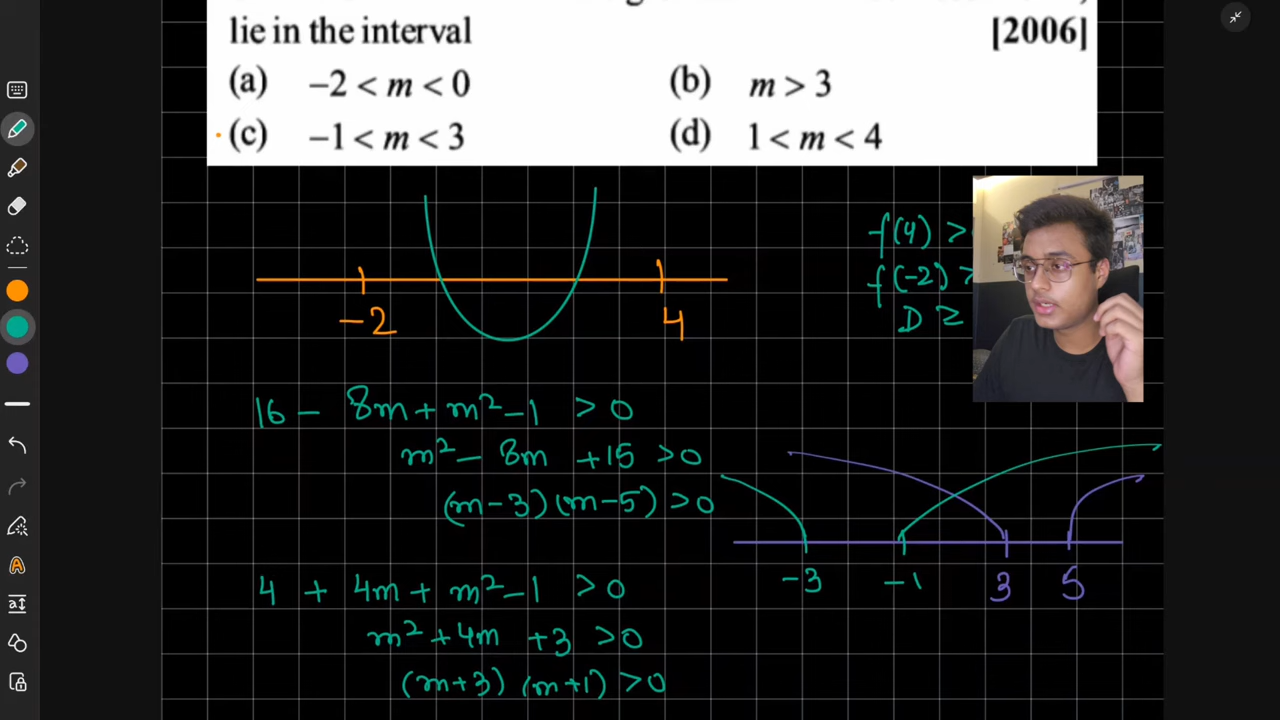 lie in the interval [2006]
(a) −2 < m < 0 (b) m > 3
(c) −1 < m < 3 (d) 1 < m < 4
f(4) >
f(-2) >
D ≥
-2 4
16 - 8m + m² - 1 > 0
m² - 8m + 15 > 0
(m-3)(m-5) > 0
-3 -1 3 5
4 + 4m + m² - 1 > 0
m² + 4m + 3 > 0
(m+3) (m+1) > 0